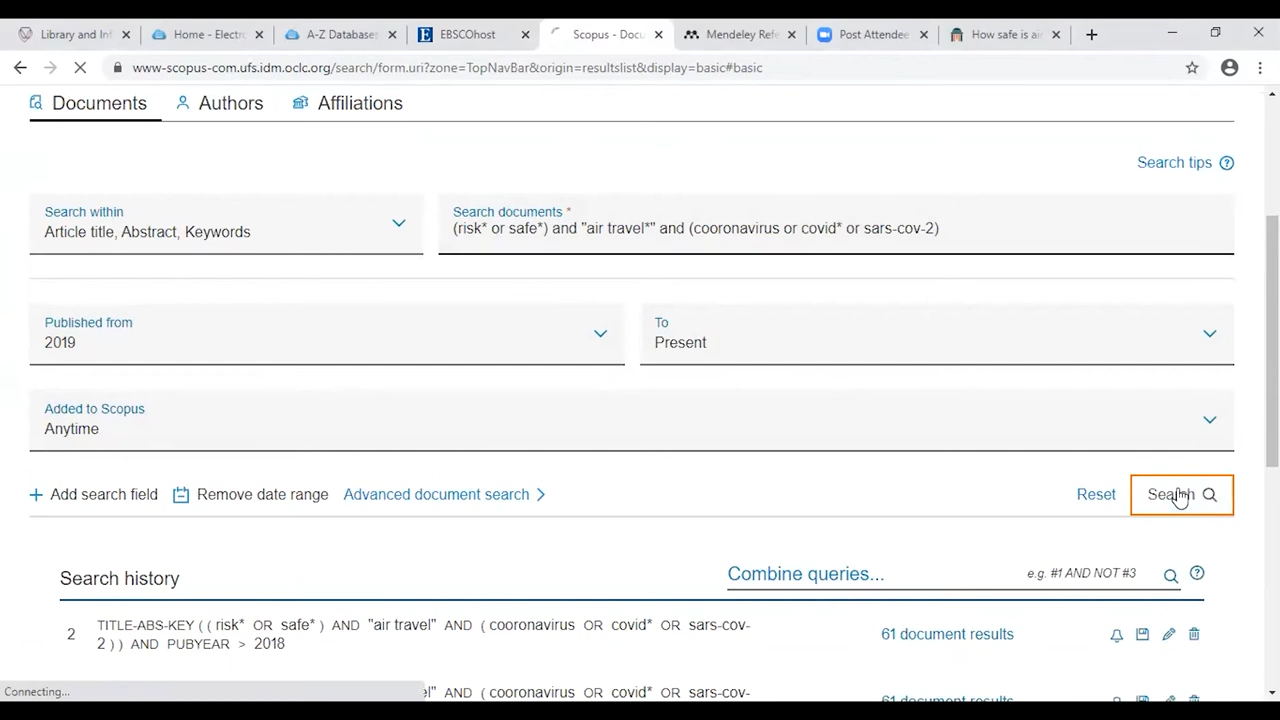 Library and Inf
Home - Electr
A-Z Databases
EBSCOhost
Scopus - Docu
Mendeley Refe
Post Attendee
How safe is ai
www-scopus-com.ufs.idm.oclc.org/search/form.uri?zone=TopNavBar&origin=resultslist&display=basic#basic
Documents
Authors
Affiliations
Search tips
Search within
Article title, Abstract, Keywords
Search documents *
(risk* or safe*) and "air travel*" and (cooronavirus or covid* or sars-cov-2)
Published from
2019
To
Present
Added to Scopus
Anytime
+ Add search field
Remove date range
Advanced document search
Reset
Search
Search history
Combine queries...
e.g. #1 AND NOT #3
2
TITLE-ABS-KEY ( ( risk* OR safe* ) AND "air travel" AND ( cooronavirus OR covid* OR sars-cov-
2 ) ) AND PUBYEAR > 2018
61 document results
Connecting...
el" AND ( cooronavirus OR covid* OR sars-cov-
61 document results